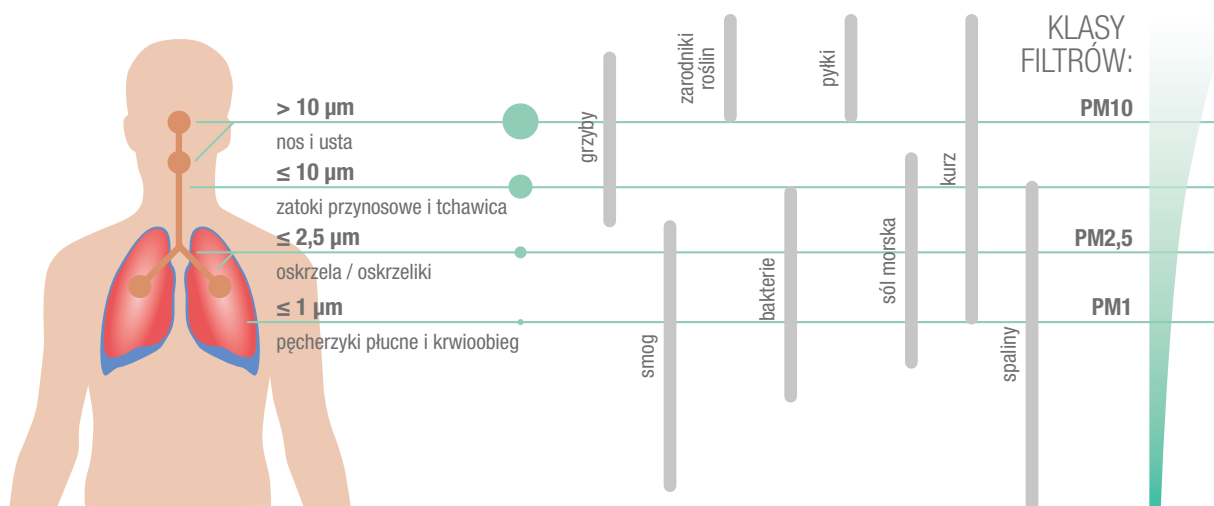 > 10 µm
nos i usta
≤ 10 µm
zatoki przynosowe i tchawica
≤ 2,5 µm
oskrzela / oskrzeliki
≤ 1 µm
pęcherzyki płucne i krwioobieg
grzyby
smog
zarodniki
roślin
bakterie
pyłki
sól morska
kurz
spaliny
KLASY
FILTRÓW:
PM10
PM2,5
PM1